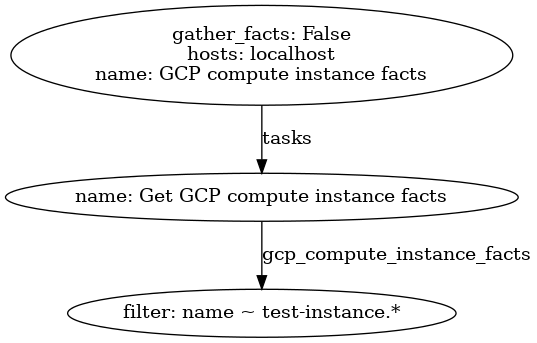 gather_facts: False
hosts: localhost
name: GCP compute instance facts
tasks
name: Get GCP compute instance facts
gcp_compute_instance_facts
filter: name ~ test-instance.*